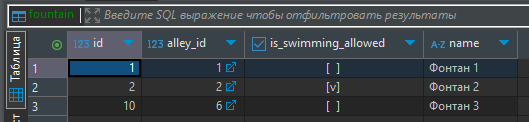 fountain Введите SQL выражение чтобы отфильтровать результаты
Таблица
123 id 123 alley_id is_swimming_allowed A-Z name
1 1 1 [ ] Фонтан 1
2 2 2 [v] Фонтан 2
3 10 6 [ ] Фонтан 3